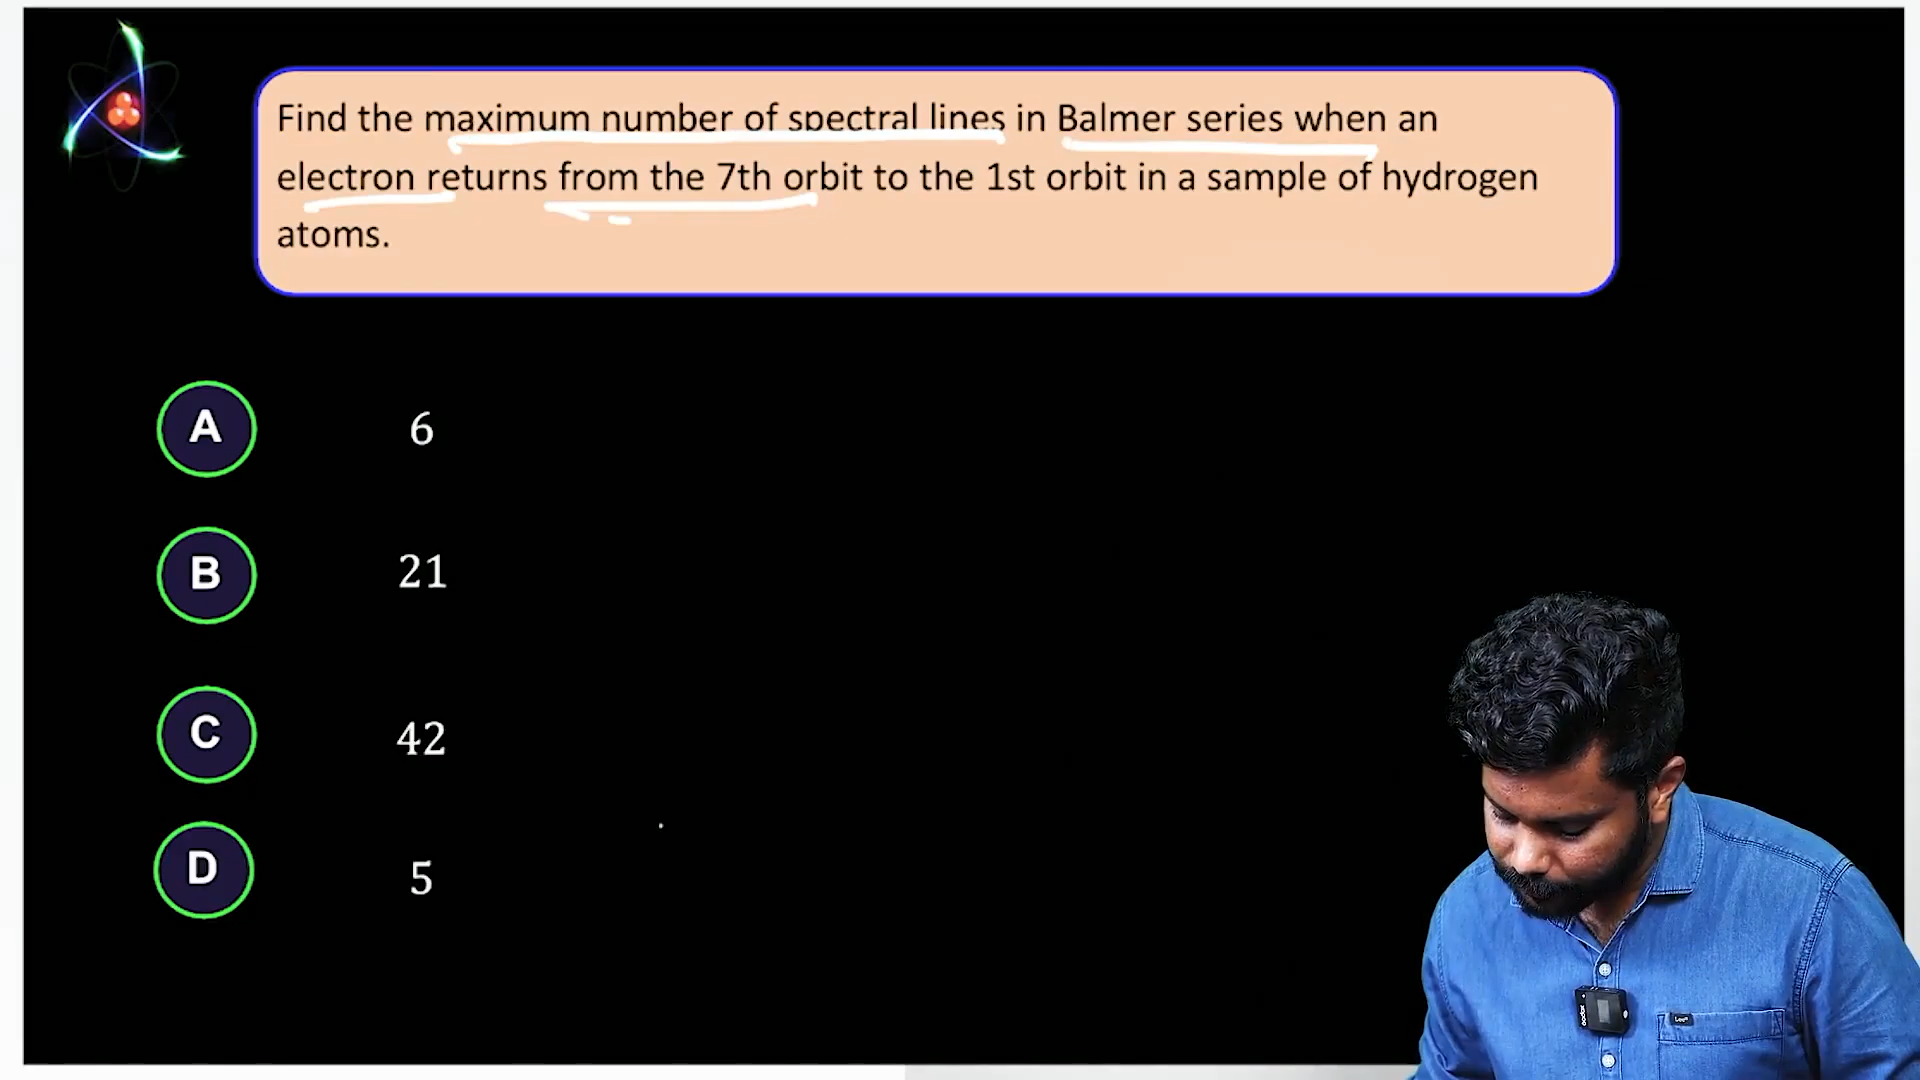 Find the maximum number of spectral lines in Balmer series when an
electron returns from the 7th orbit to the 1st orbit in a sample of hydrogen
atoms.
A 6
B 21
C 42
D 5
Lee